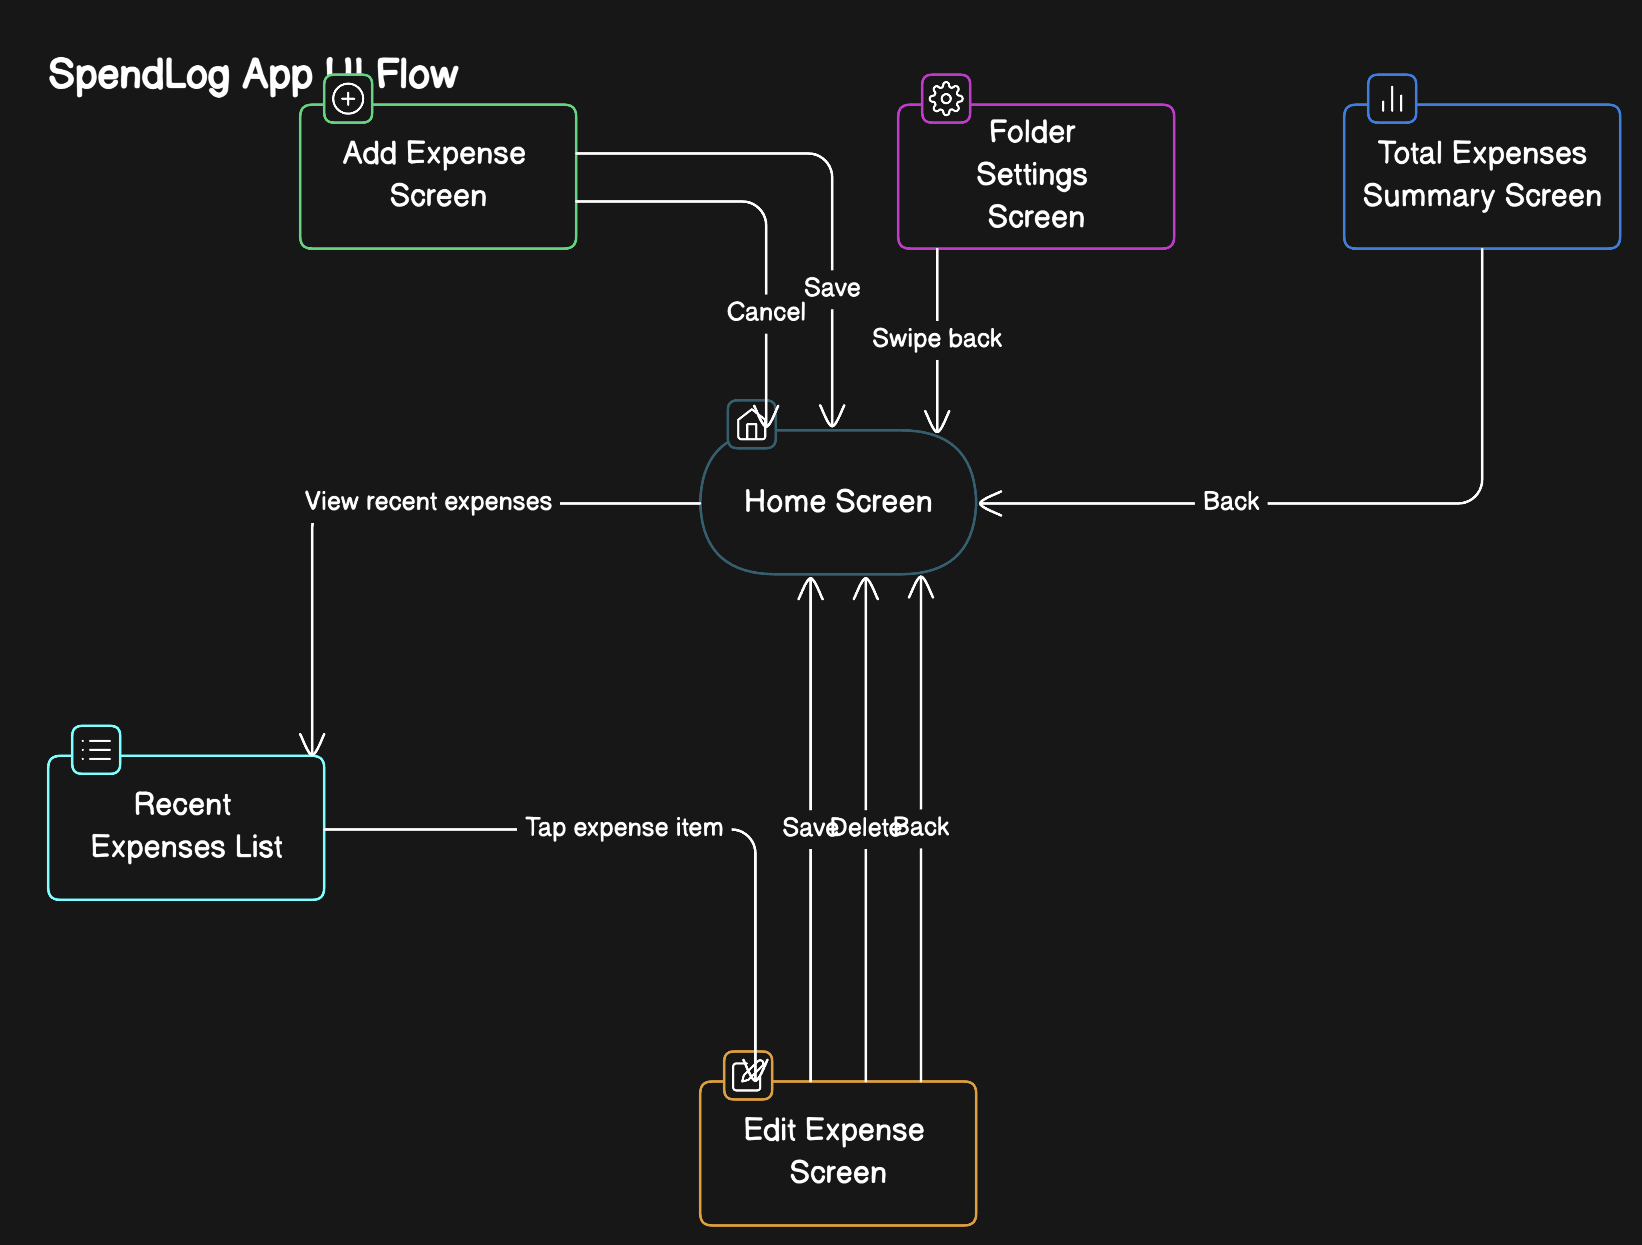 SpendLog App UI Flow
Add Expense
Screen
Folder
Settings
Screen
Total Expenses
Summary Screen
Save
Cancel
Swipe back
Home Screen
View recent expenses
Back
Recent
Expenses List
Tap expense item
Save
Delete
Back
Edit Expense
Screen